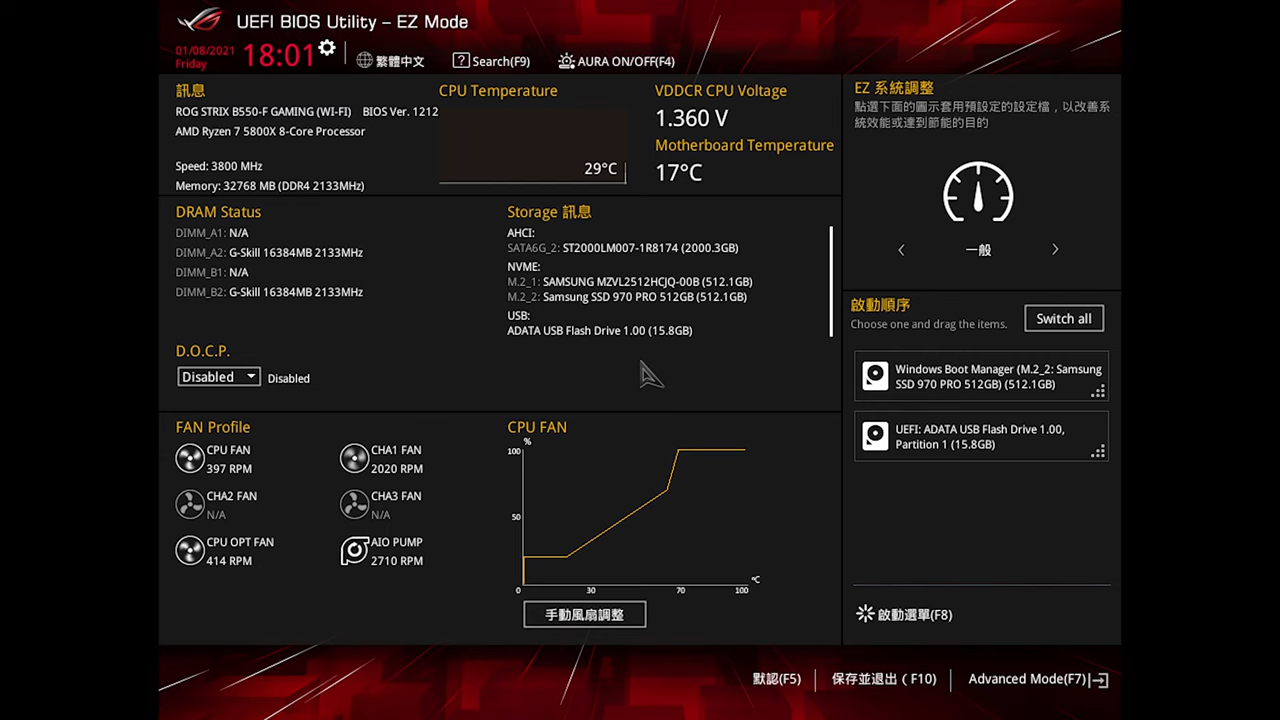 UEFI BIOS Utility – EZ Mode
01/08/2021
Friday
18:01
繁體中文
Search(F9)
AURA ON/OFF(F4)
訊息
ROG STRIX B550-F GAMING (WI-FI) BIOS Ver. 1212
AMD Ryzen 7 5800X 8-Core Processor
Speed: 3800 MHz
Memory: 32768 MB (DDR4 2133MHz)
CPU Temperature
29°C
VDDCR CPU Voltage
1.360 V
Motherboard Temperature
17°C
EZ 系統調整
點選下面的圖示套用預設定的設定檔，以改善系
統效能或達到節能的目的
一般
DRAM Status
DIMM_A1: N/A
DIMM_A2: G-Skill 16384MB 2133MHz
DIMM_B1: N/A
DIMM_B2: G-Skill 16384MB 2133MHz
Storage 訊息
AHCI:
SATA6G_2: ST2000LM007-1R8174 (2000.3GB)
NVME:
M.2_1: SAMSUNG MZVL2512HCJQ-00B (512.1GB)
M.2_2: Samsung SSD 970 PRO 512GB (512.1GB)
USB:
ADATA USB Flash Drive 1.00 (15.8GB)
D.O.C.P.
Disabled
Disabled
啟動順序
Choose one and drag the items.
Switch all
Windows Boot Manager (M.2_2: Samsung
SSD 970 PRO 512GB) (512.1GB)
UEFI: ADATA USB Flash Drive 1.00,
Partition 1 (15.8GB)
FAN Profile
CPU FAN
397 RPM
CHA1 FAN
2020 RPM
CHA2 FAN
N/A
CHA3 FAN
N/A
CPU OPT FAN
414 RPM
AIO PUMP
2710 RPM
CPU FAN
%
100
50
°C
0
30
70
100
手動風扇調整
啟動選單(F8)
默認(F5)
保存並退出（F10)
Advanced Mode(F7)